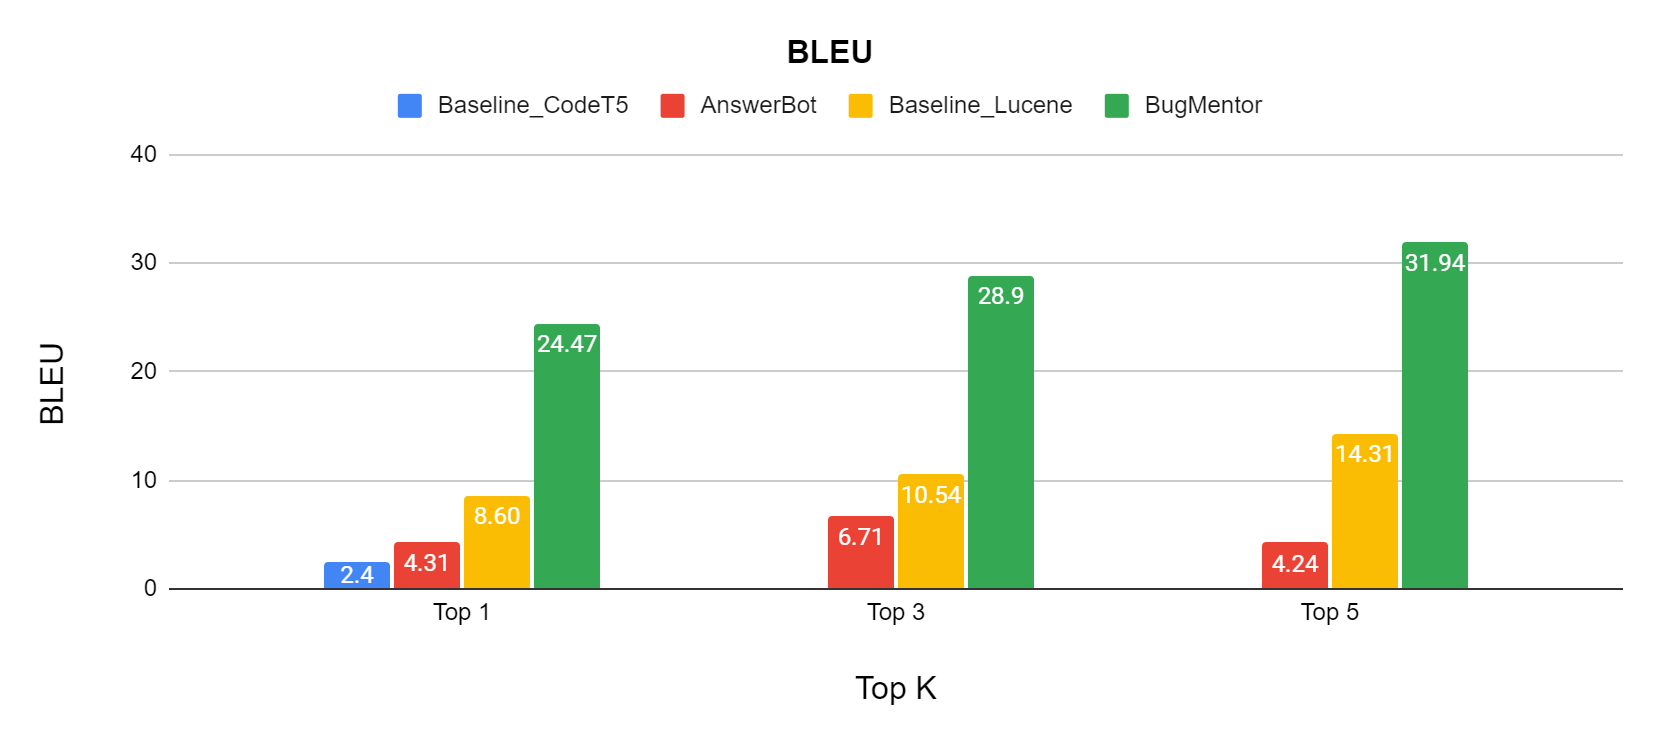 BLEU
Baseline_CodeT5 AnswerBot Baseline_Lucene BugMentor
40
30
20
10
0
BLEU
2.4 4.31 8.60 24.47
6.71 10.54 28.9
4.24 14.31 31.94
Top 1 Top 3 Top 5
Top K